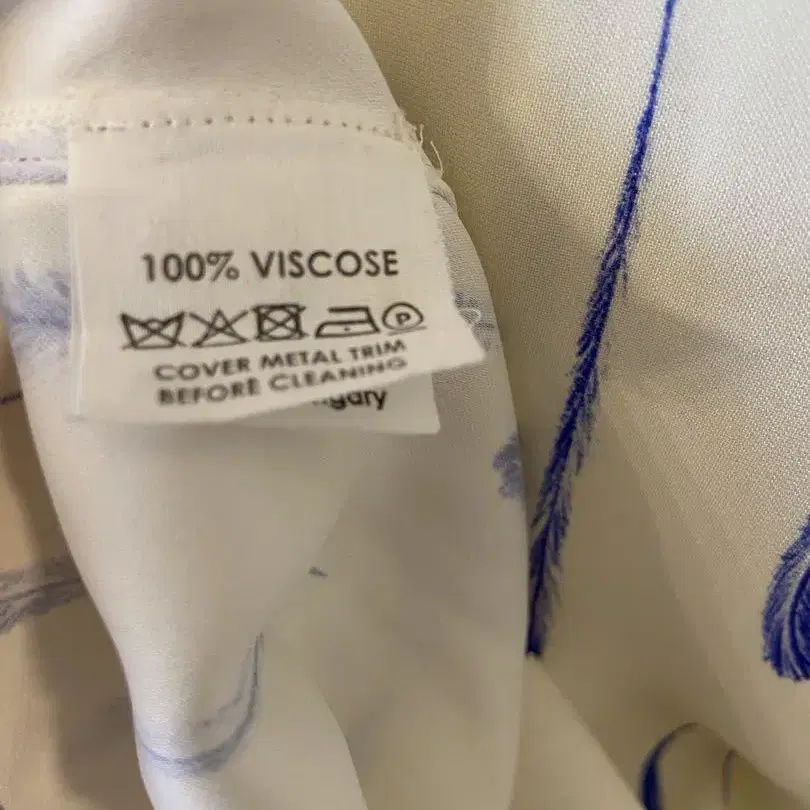 100% VISCOSE
P
COVER METAL TRIM
BEFORE CLEANING